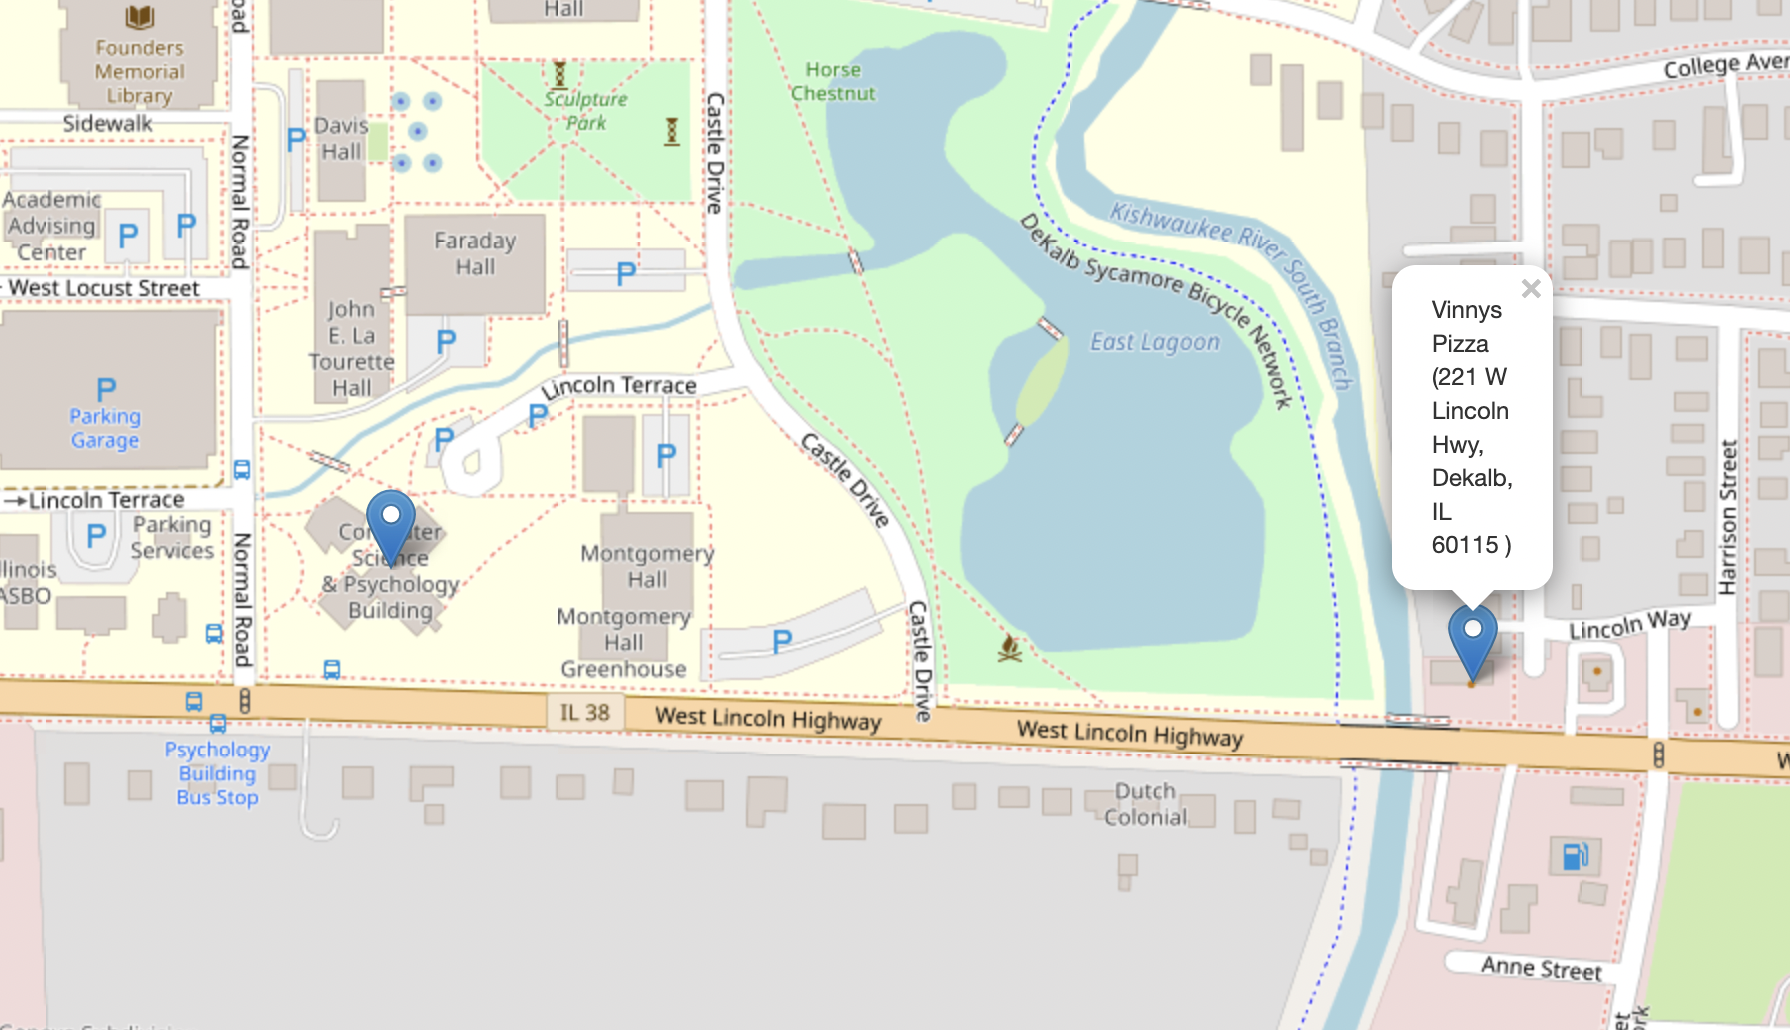 Hall
Founders
Memorial
Library
Sidewalk
Davis
Hall
Sculpture
Park
Horse
Chestnut
Castle Drive
College
Normal Road
Academic
Advising
Center
P
P
P
Faraday
Hall
P
Kishwaukee River South Branch
DeKalb Sycamore Bicycle Network
West Locust Street
John
E. La
Tourette
Hall
P
East Lagoon
Vinnys
Pizza
(221 W
Lincoln
Hwy,
Dekalb,
IL
60115 )
P
Parking
Garage
Lincoln Terrace
P
P
P
Castle Drive
Harrison Street
Lincoln Terrace
P
Parking
Services
Science
& Psychology
Building
Normal Road
Montgomery
Hall
Montgomery
Hall
Greenhouse
P
Castle Drive
Lincoln Way
ASBO
IL 38
West Lincoln Highway
West Lincoln Highway
Psychology
Building
Bus Stop
Dutch
Colonial
Anne Street